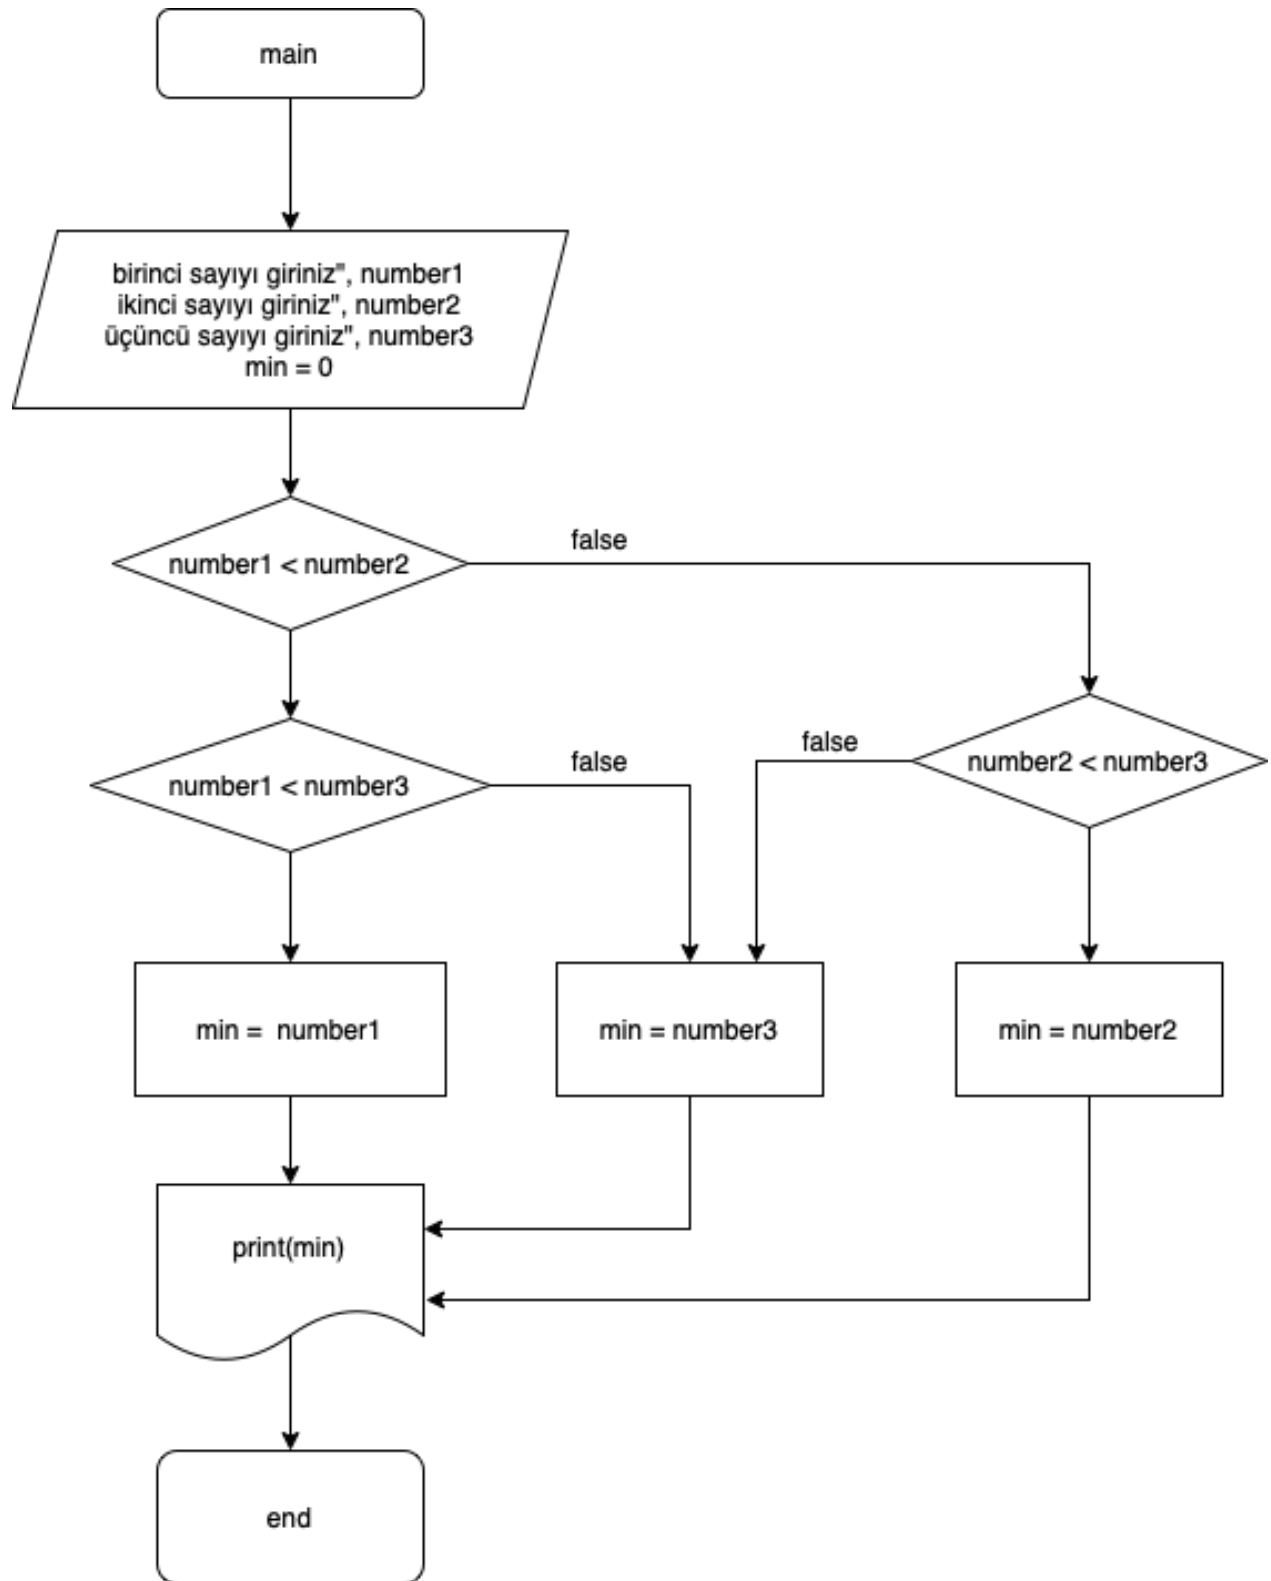 main
birinci sayıyı giriniz", number1
ikinci sayıyı giriniz", number2
üçüncü sayıyı giriniz", number3
min = 0
number1 < number2
false
number1 < number3
false
false
number2 < number3
min =  number1
min = number3
min = number2
print(min)
end